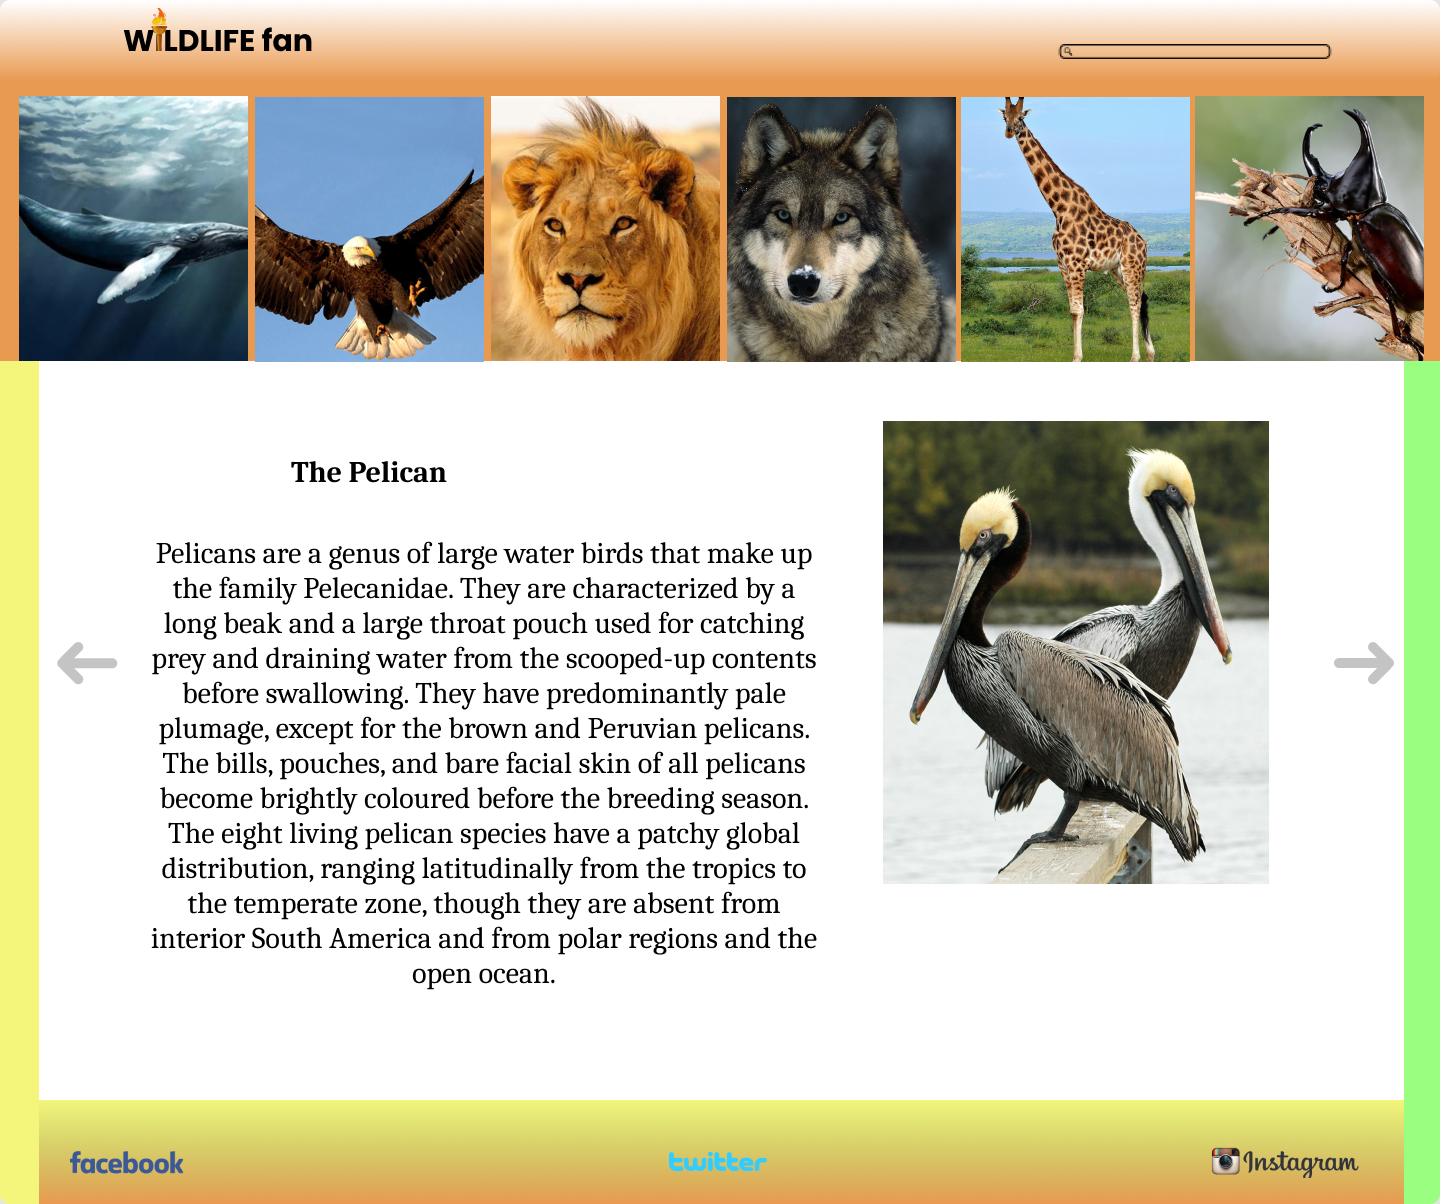 WILDLIFE fan
The Pelican
Pelicans are a genus of large water birds that make up
the family Pelecanidae. They are characterized by a
long beak and a large throat pouch used for catching
prey and draining water from the scooped-up contents
before swallowing. They have predominantly pale
plumage, except for the brown and Peruvian pelicans.
The bills, pouches, and bare facial skin of all pelicans
become brightly coloured before the breeding season.
The eight living pelican species have a patchy global
distribution, ranging latitudinally from the tropics to
the temperate zone, though they are absent from
interior South America and from polar regions and the
open ocean.
facebook
twitter
Instagram